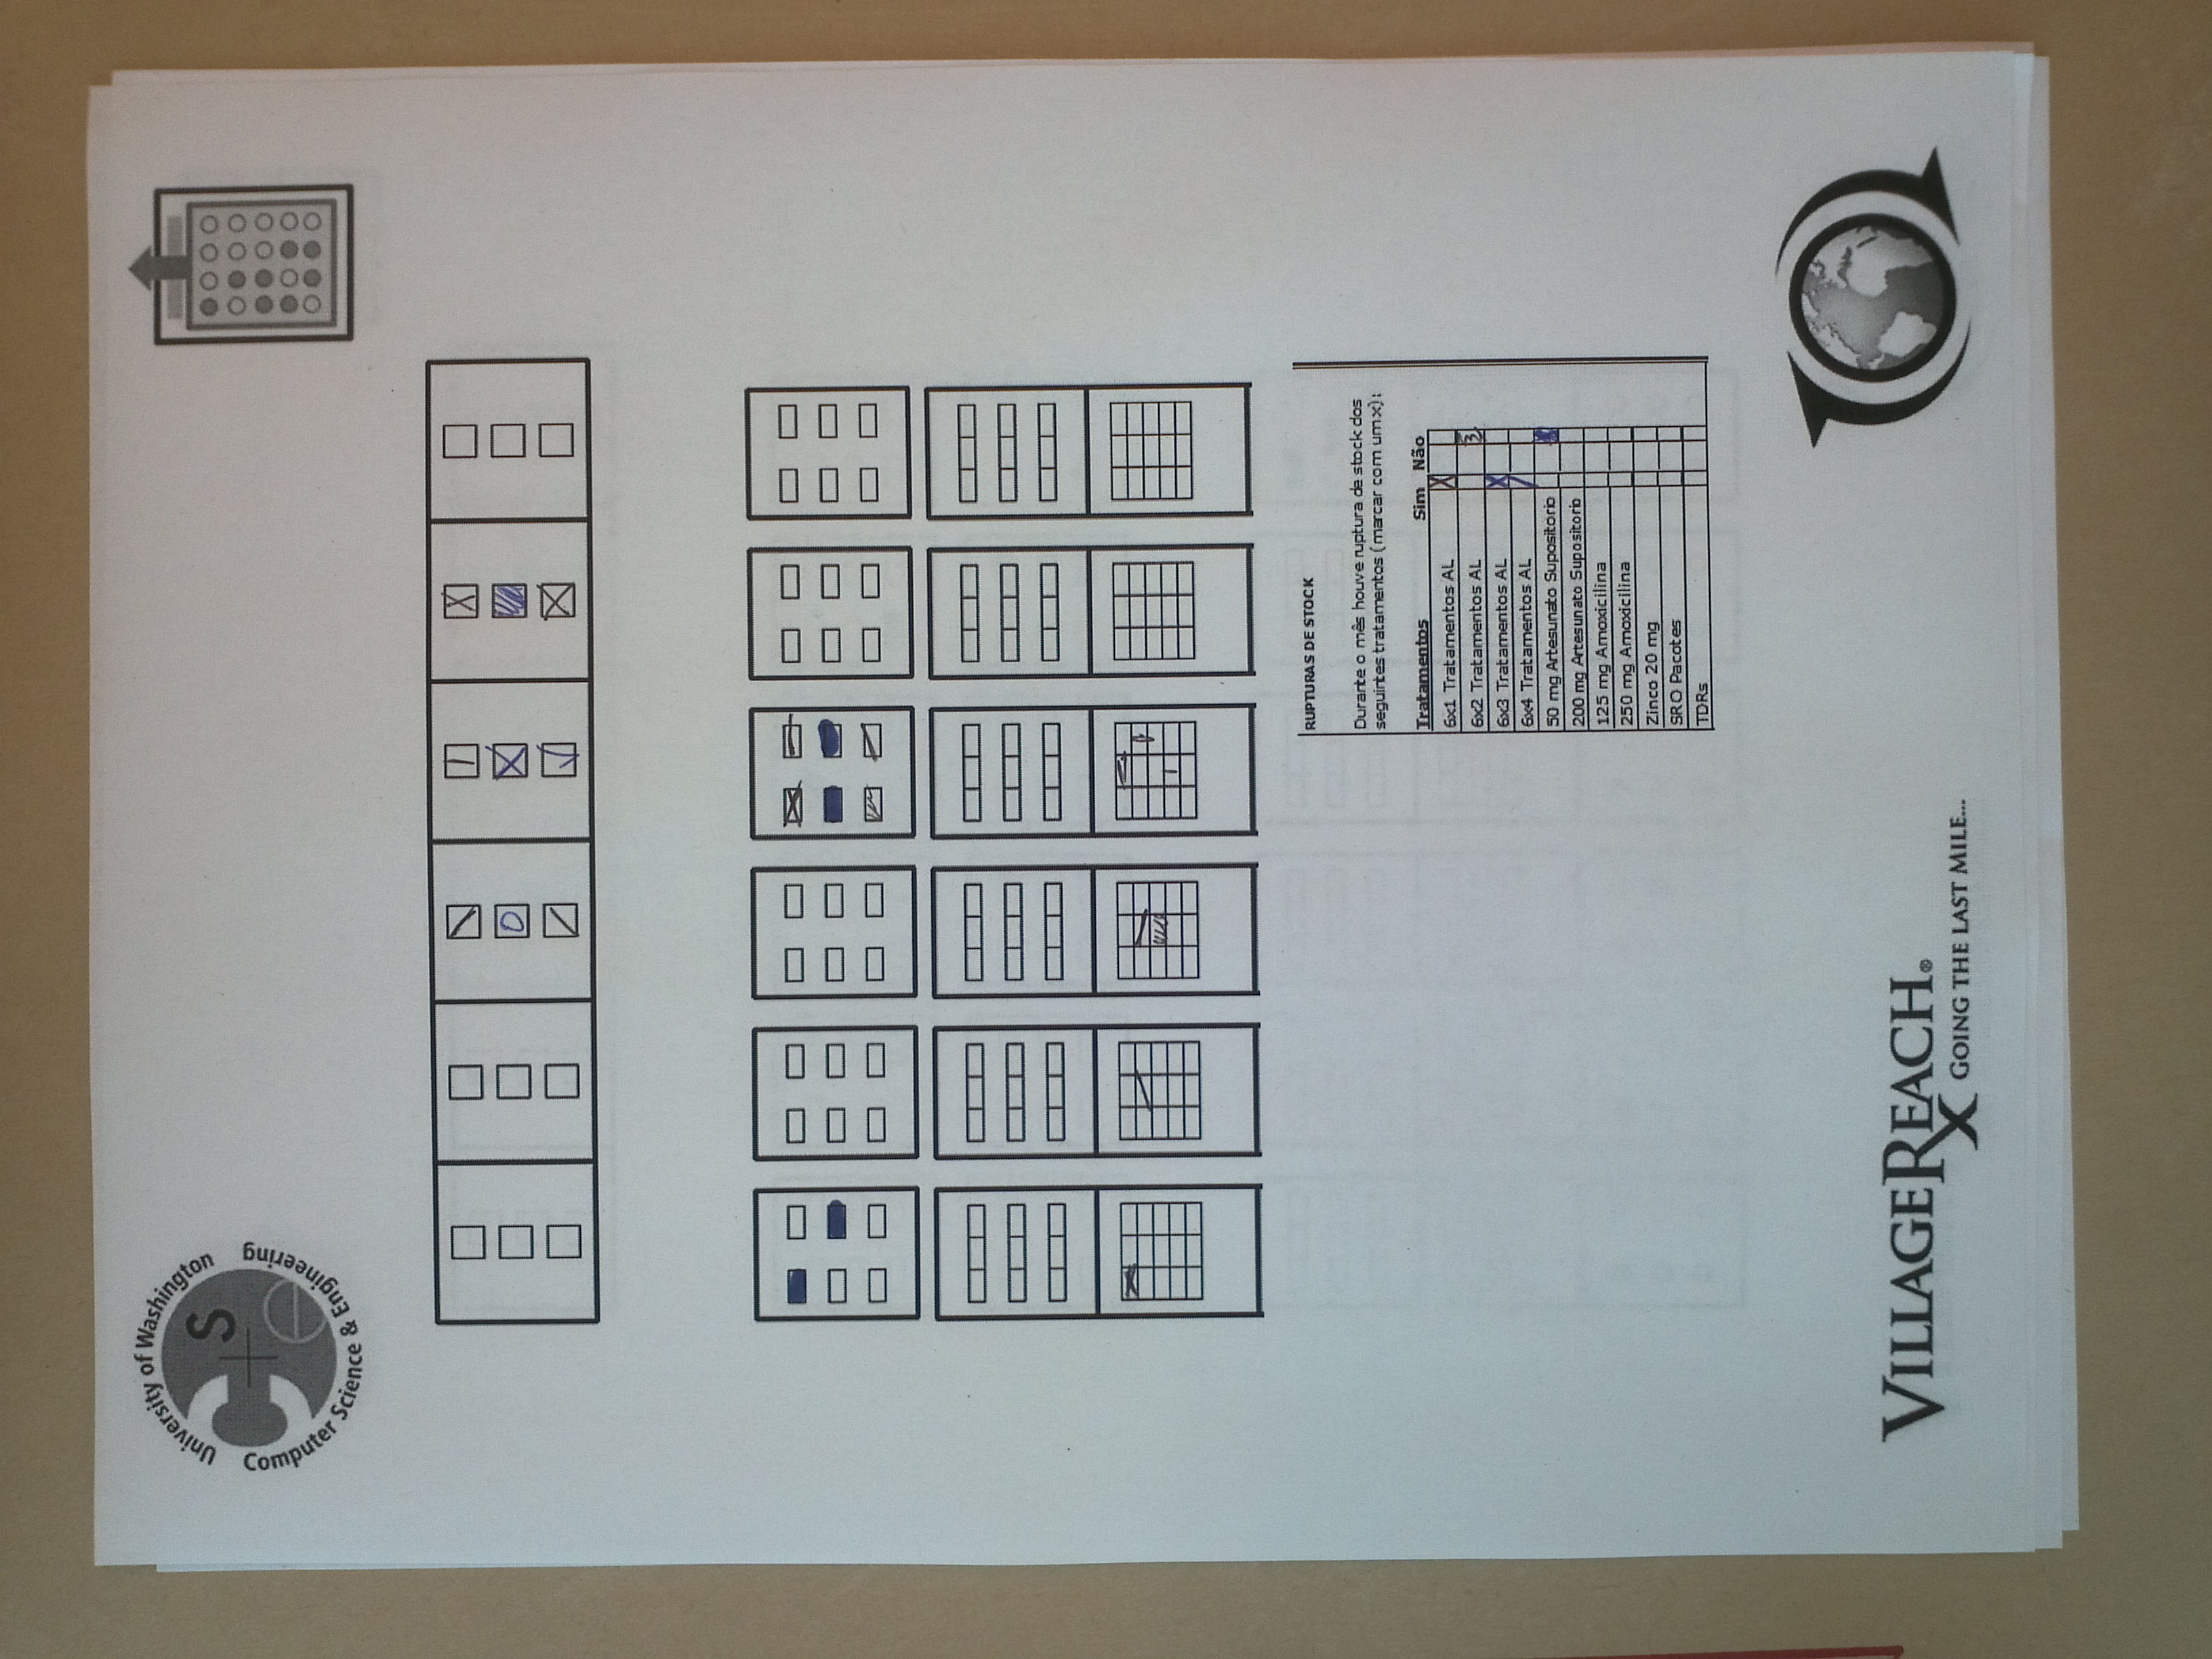 University of Washington
Computer Science & Engineering
S
e
RUPTURAS DE STOCK
Durante o mês houve ruptura de stock dos
seguintes tratamentos (marcar com um x):
Tratamentos Sim Não
6x1 Tratamentos AL X
6x2 Tratamentos AL 3
6x3 Tratamentos AL X
6x4 Tratamentos AL /
50 mg Artesunato Supositorio
200 mg Artesunato Supositorio
125 mg Amoxicilina
250 mg Amoxicilina
Zinco 20 mg
SRO Pacotes
TDRs
VILLAGEREACH®
GOING THE LAST MILE...